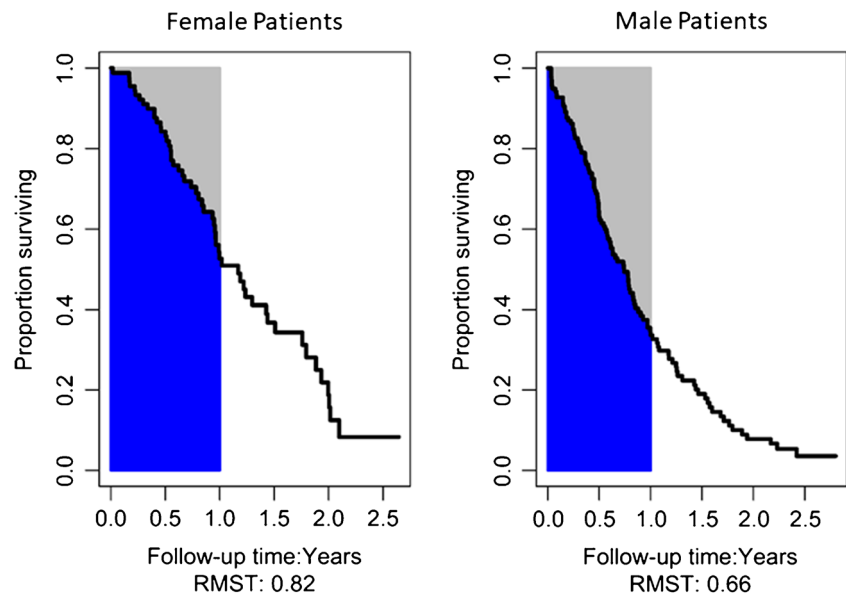 Female Patients
Proportion surviving
1.0
0.8
0.6
0.4
0.2
0.0
0.0 0.5 1.0 1.5 2.0 2.5
Follow-up time:Years
RMST: 0.82
Male Patients
Proportion surviving
1.0
0.8
0.6
0.4
0.2
0.0
0.0 0.5 1.0 1.5 2.0 2.5
Follow-up time:Years
RMST: 0.66